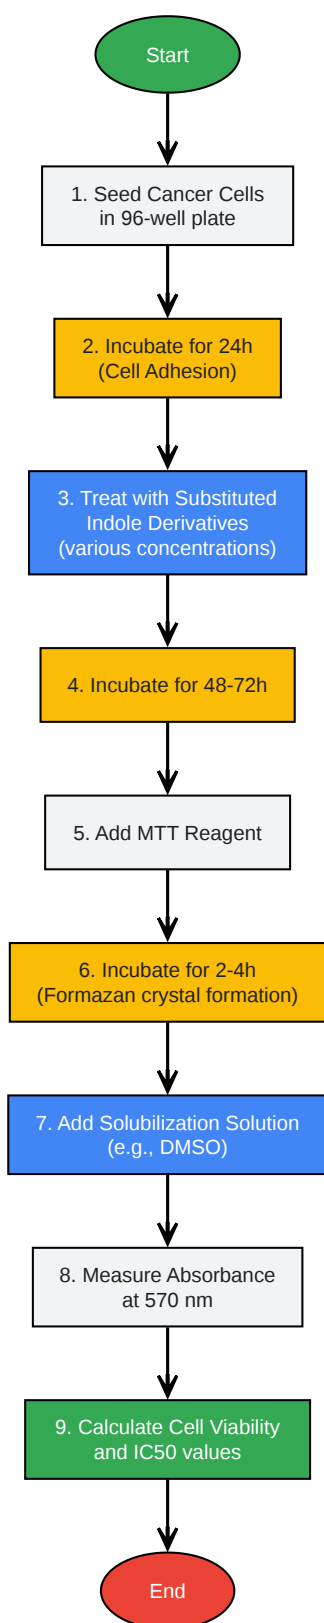 Start
1. Seed Cancer Cells
in 96-well plate
2. Incubate for 24h
(Cell Adhesion)
3. Treat with Substituted
Indole Derivatives
(various concentrations)
4. Incubate for 48-72h
5. Add MTT Reagent
6. Incubate for 2-4h
(Formazan crystal formation)
7. Add Solubilization Solution
(e.g., DMSO)
8. Measure Absorbance
at 570 nm
9. Calculate Cell Viability
and IC50 values
End